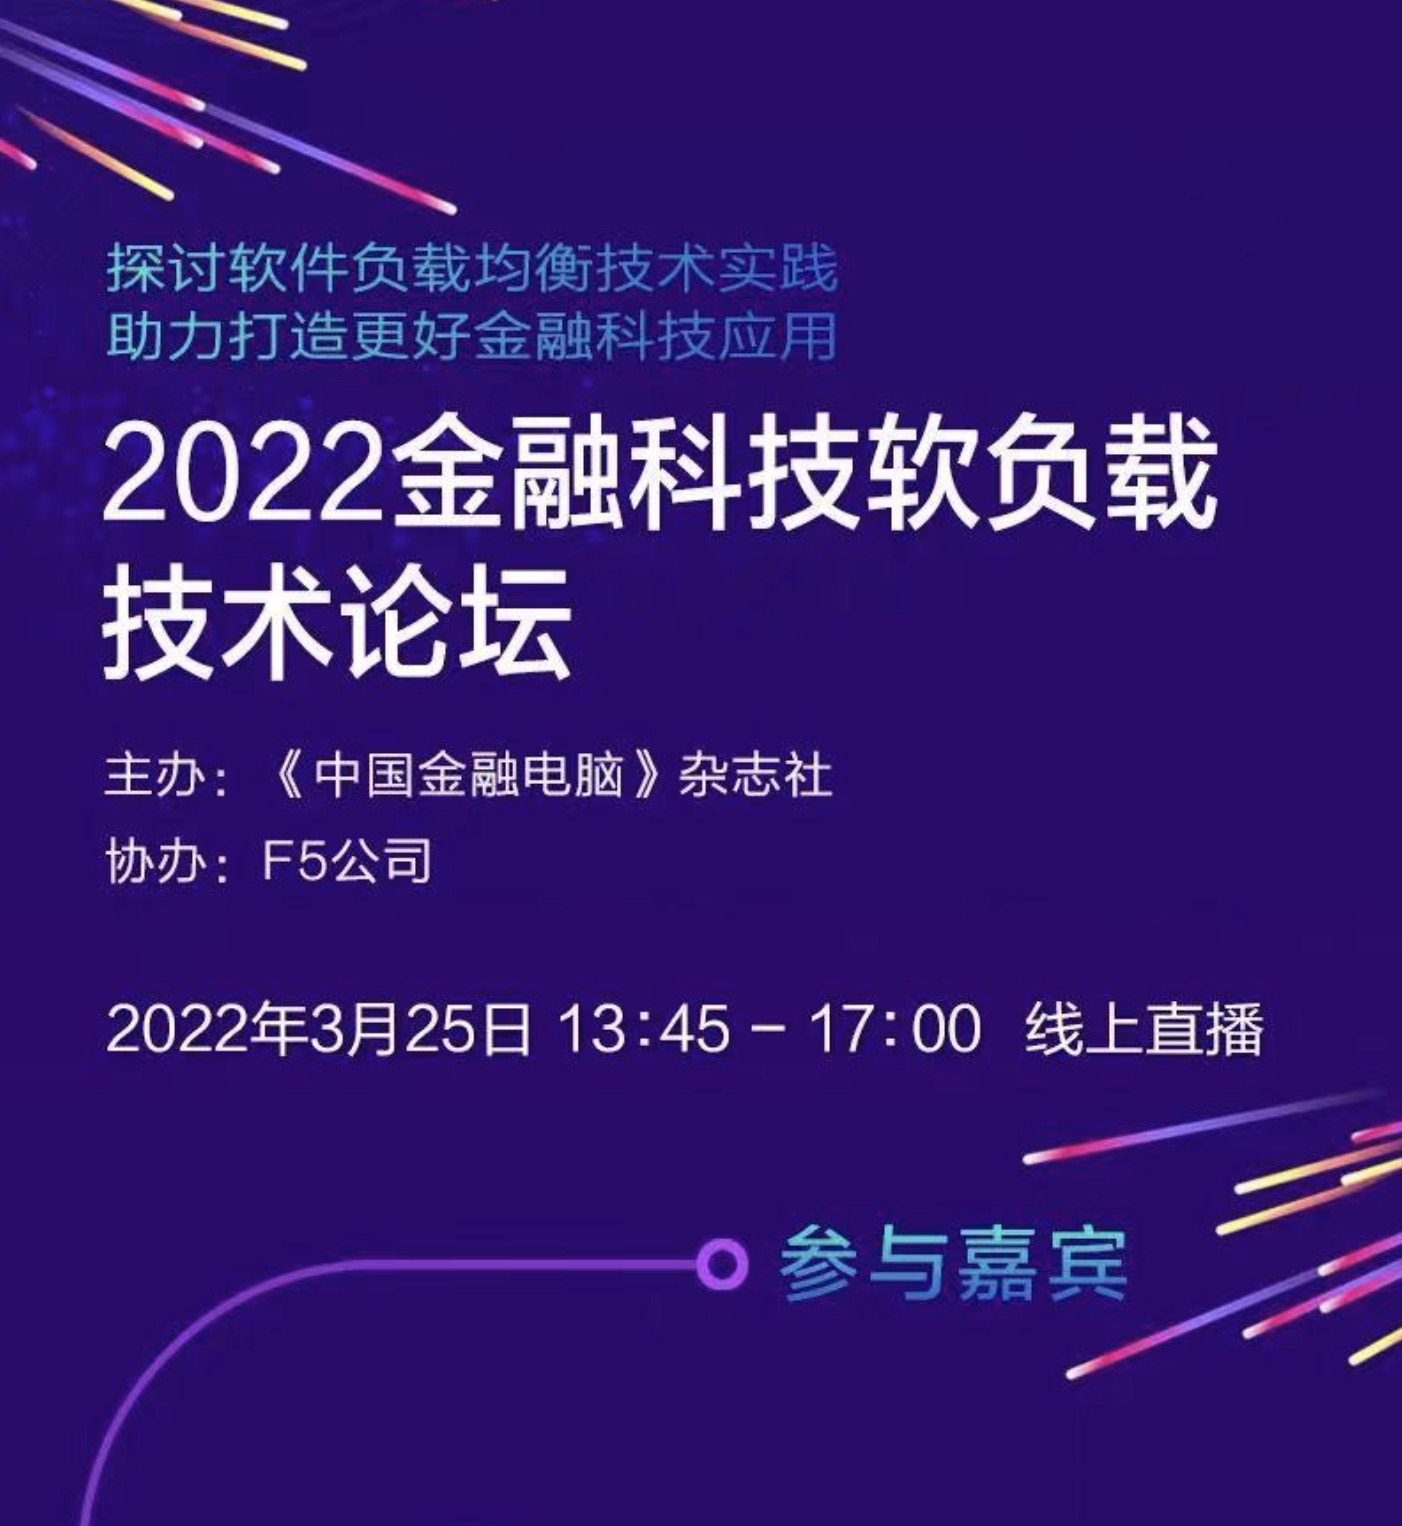 探讨软件负载均衡技术实践
助力打造更好金融科技应用
2022金融科技软负载
技术论坛
主办：《中国金融电脑》杂志社
协办：F5公司
2022年3月25日 13:45 - 17:00 线上直播
参与嘉宾